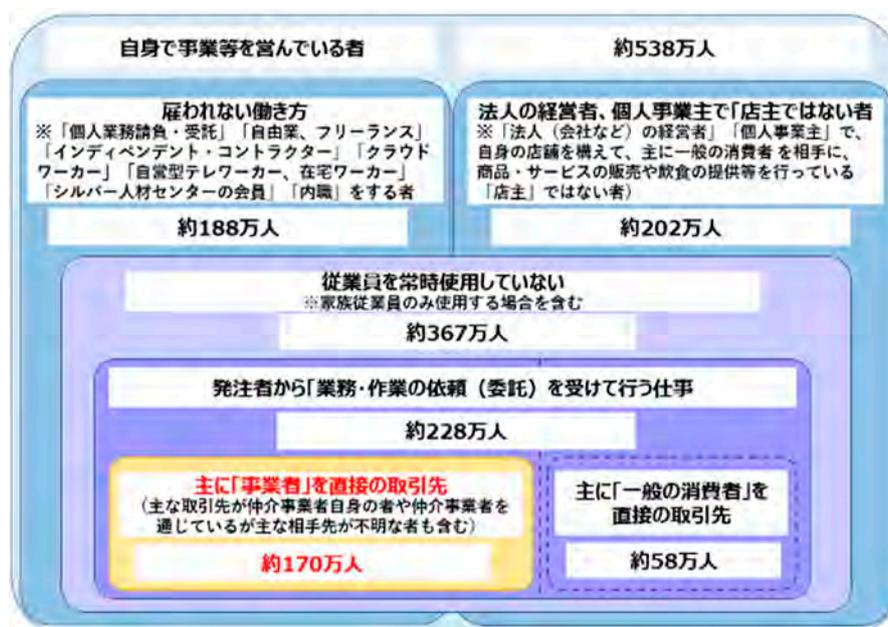 自身で事業等を営んでいる者
約538万人
雇われない働き方
※「個人業務請負・受託」「自由業、フリーランス」
「インディペンデント・コントラクター」「クラウド
ワーカー」「自営型テレワーカー、在宅ワーカー」
「シルバー人材センターの会員」「内職」をする者
約188万人
法人の経営者、個人事業主で「店主ではない者
※「法人（会社など）の経営者」「個人事業主」で、
自身の店舗を構えて、主に一般の消費者 を相手に、
商品・サービスの販売や飲食の提供等を行っている
「店主」ではない者）
約202万人
従業員を常時使用していない
※家族従業員のみ使用する場合を含む
約367万人
発注者から「業務・作業の依頼（委託）を受けて行う仕事
約228万人
主に「事業者」を直接の取引先
（主な取引先が仲介事業者自身の者や仲介事業者を
通じているが主な相手先が不明な者も含む）
約170万人
主に「一般の消費者」を
直接の取引先
約58万人